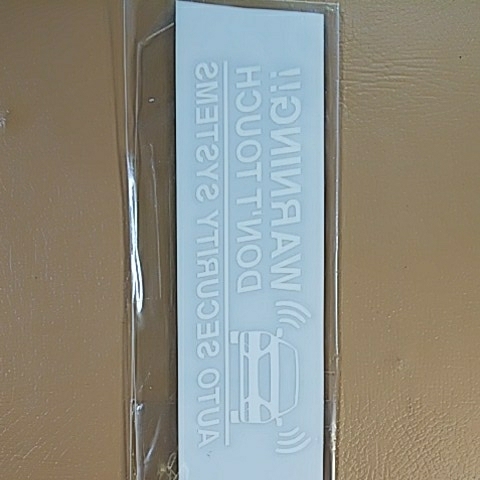 WARNING!!
DON'T TOUCH
AUTO SECURITY SYSTEMS